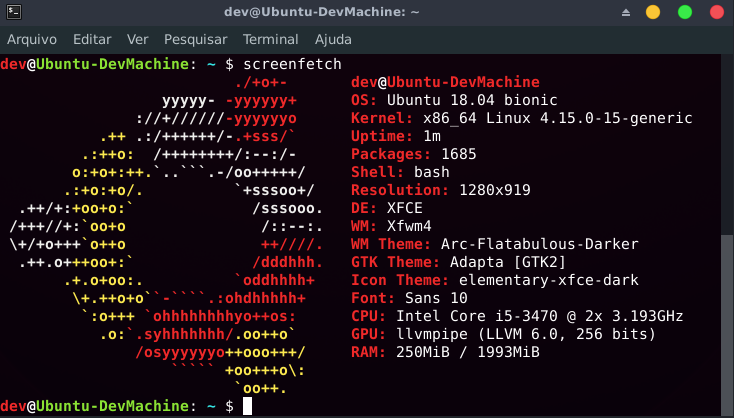 dev@Ubuntu-DevMachine: ~
Arquivo Editar Ver Pesquisar Terminal Ajuda
dev@Ubuntu-DevMachine: ~ $ screenfetch
./+o+- dev@Ubuntu-DevMachine
yyyyy- -yyyyyy+ OS: Ubuntu 18.04 bionic
://+//////-yyyyyyo Kernel: x86_64 Linux 4.15.0-15-generic
.++ .:/++++++/-.+sss/` Uptime: 1m
.:++o: /++++++++/:--:/- Packages: 1685
o:+o+:++.`..```.-/oo+++++/ Shell: bash
.:+o:+o/. `+sssoo+/ Resolution: 1280x919
.++/+:+oo+o:` /sssooo. DE: XFCE
/+++//+:`oo+o /::--:. WM: Xfwm4
\+/+o+++`o++o ++////. WM Theme: Arc-Flatabulous-Darker
.++.o+++oo+:` /dddhhh. GTK Theme: Adapta [GTK2]
.+.o+oo:. `oddhhhh+ Icon Theme: elementary-xfce-dark
\+.++o+o``-````.:ohdhhhhh+ Font: Sans 10
`:o+++ `ohhhhhhhhyo++os: CPU: Intel Core i5-3470 @ 2x 3.193GHz
.o:`.syhhhhhhh/.oo++o` GPU: llvmpipe (LLVM 6.0, 256 bits)
/osyyyyyyo++ooo+++/ RAM: 250MiB / 1993MiB
````` +oo+++o\:
`oo++.
dev@Ubuntu-DevMachine: ~ $